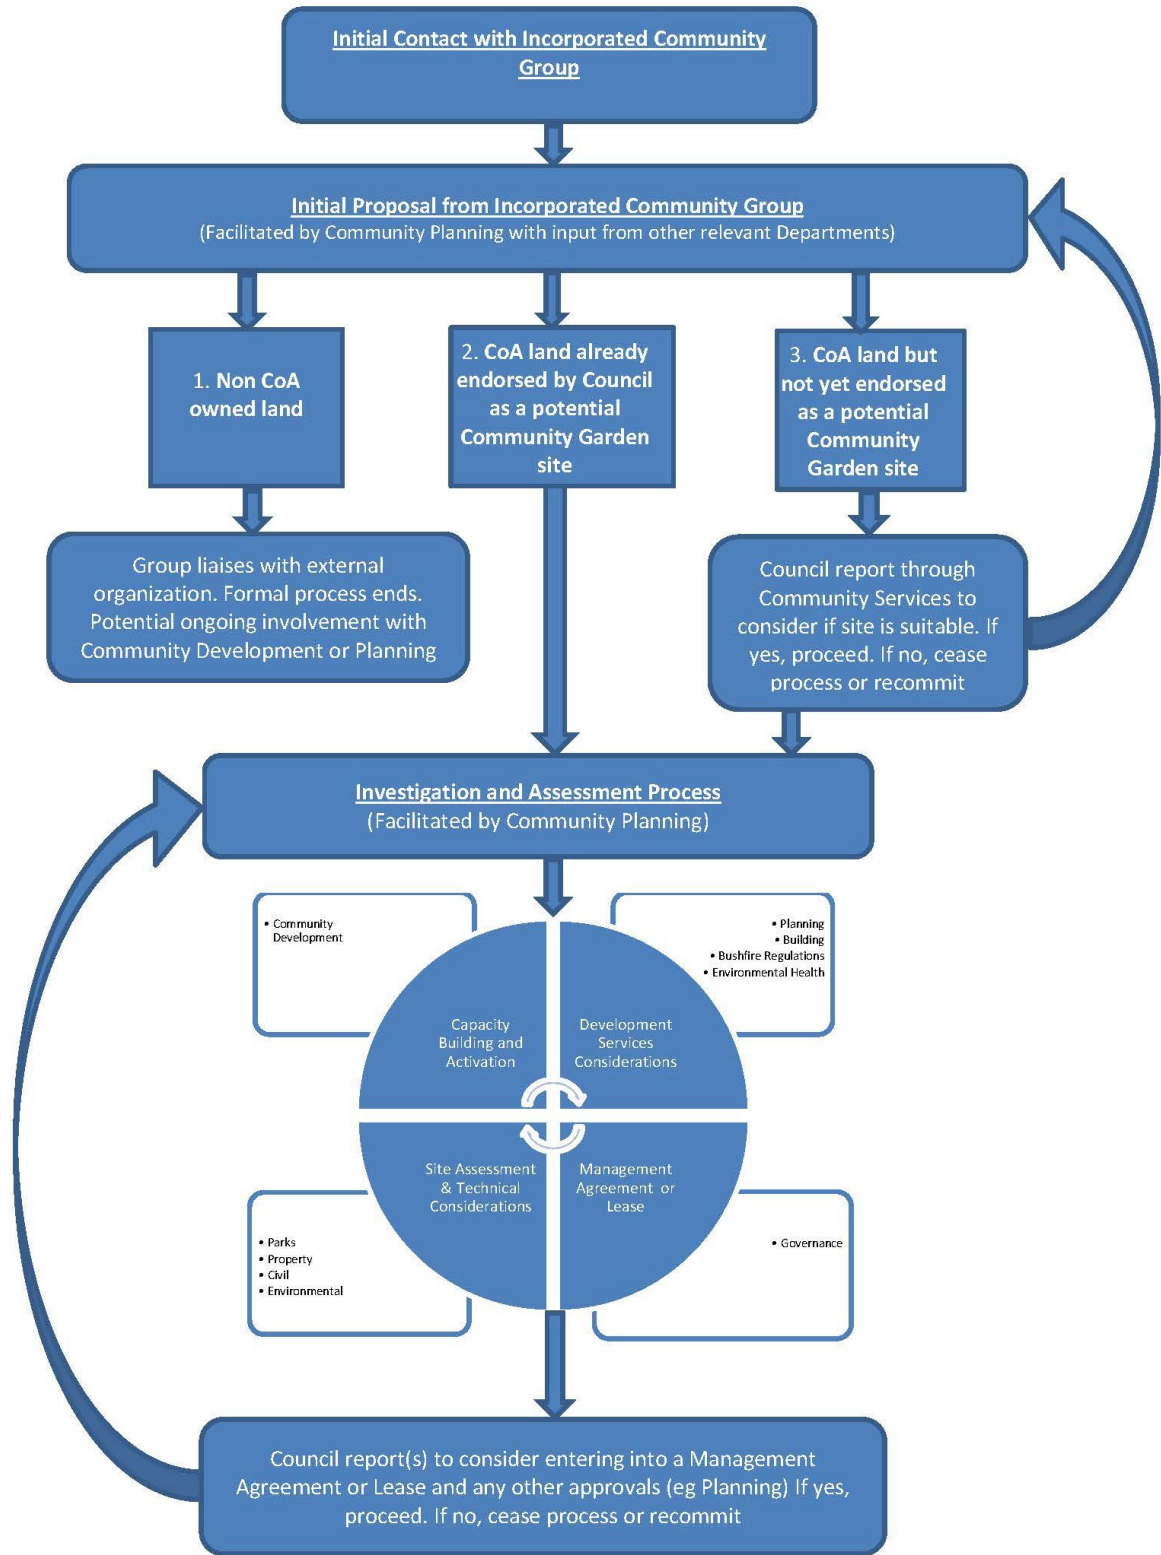 Initial Contact with Incorporated Community
Group
Initial Proposal from Incorporated Community Group
(Facilitated by Community Planning with input from other relevant Departments)
1. Non CoA
owned land
2. CoA land already
endorsed by Council
as a potential
Community Garden
site
3. CoA land but
not yet endorsed
as a potential
Community
Garden site
Group liaises with external
organization. Formal process ends.
Potential ongoing involvement with
Community Development or Planning
Council report through
Community Services to
consider if site is suitable. If
yes, proceed. If no, cease
process or recommit
Investigation and Assessment Process
(Facilitated by Community Planning)
• Community
Development
• Planning
• Building
• Bushfire Regulations
• Environmental Health
Capacity
Building and
Activation
Development
Services
Considerations
Site Assessment
& Technical
Considerations
Management
Agreement or
Lease
• Parks
• Property
• Civil
• Environmental
• Governance
Council report(s) to consider entering into a Management
Agreement or Lease and any other approvals (eg Planning) If yes,
proceed. If no, cease process or recommit